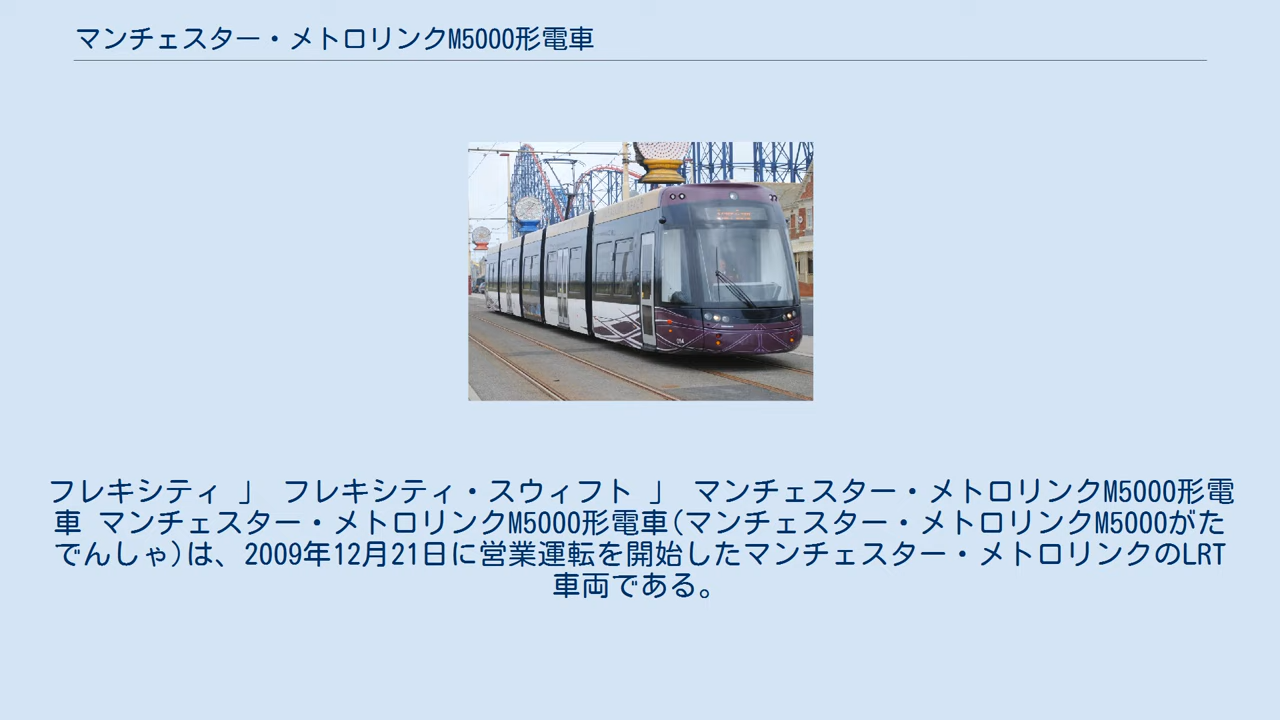 マンチェスター・メトロリンクM5000形電車
フレキシティ 」 フレキシティ・スウィフト 」 マンチェスター・メトロリンクM5000形電
車 マンチェスター・メトロリンクM5000形電車(マンチェスター・メトロリンクM5000がた
でんしゃ)は、2009年12月21日に営業運転を開始したマンチェスター・メトロリンクのLRT
車両である。